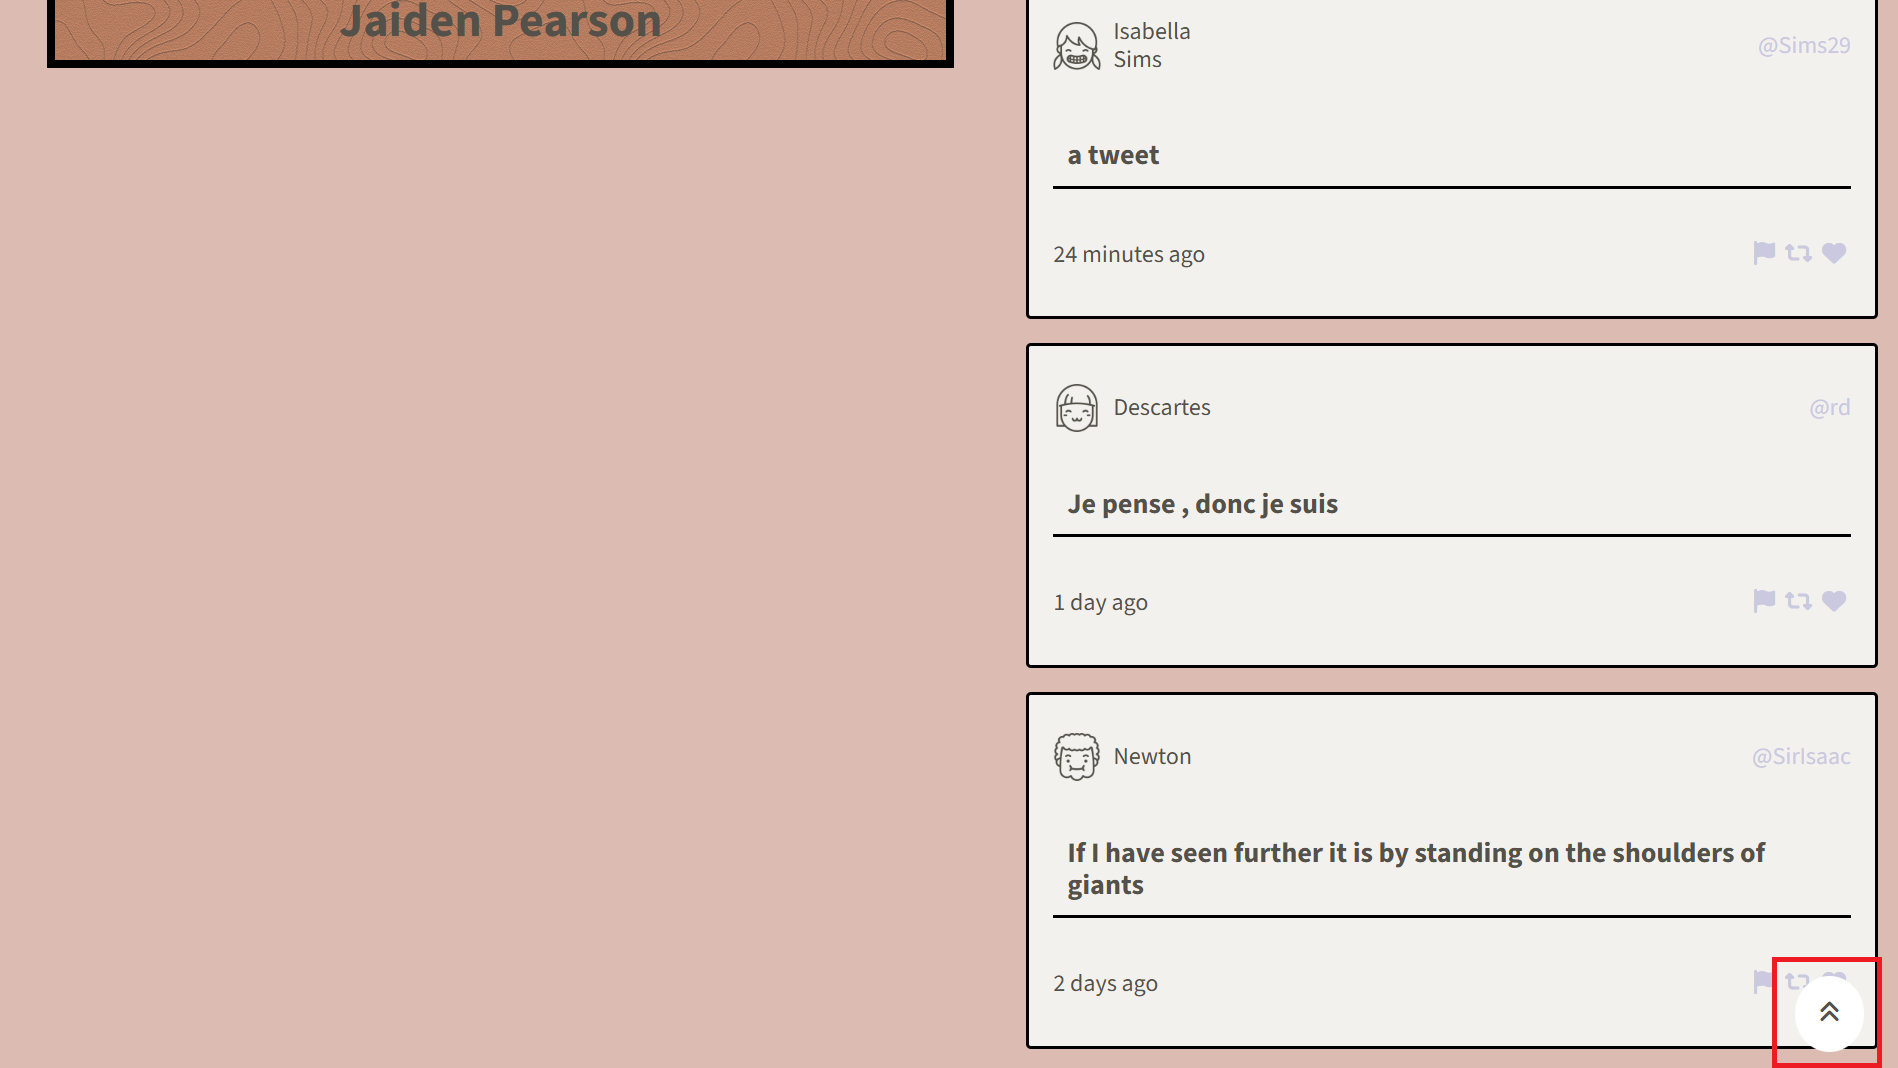 Jaiden Pearson
Isabella
Sims
@Sims29
a tweet
24 minutes ago
Descartes
@rd
Je pense , donc je suis
1 day ago
Newton
@SirIsaac
If I have seen further it is by standing on the shoulders of
giants
2 days ago